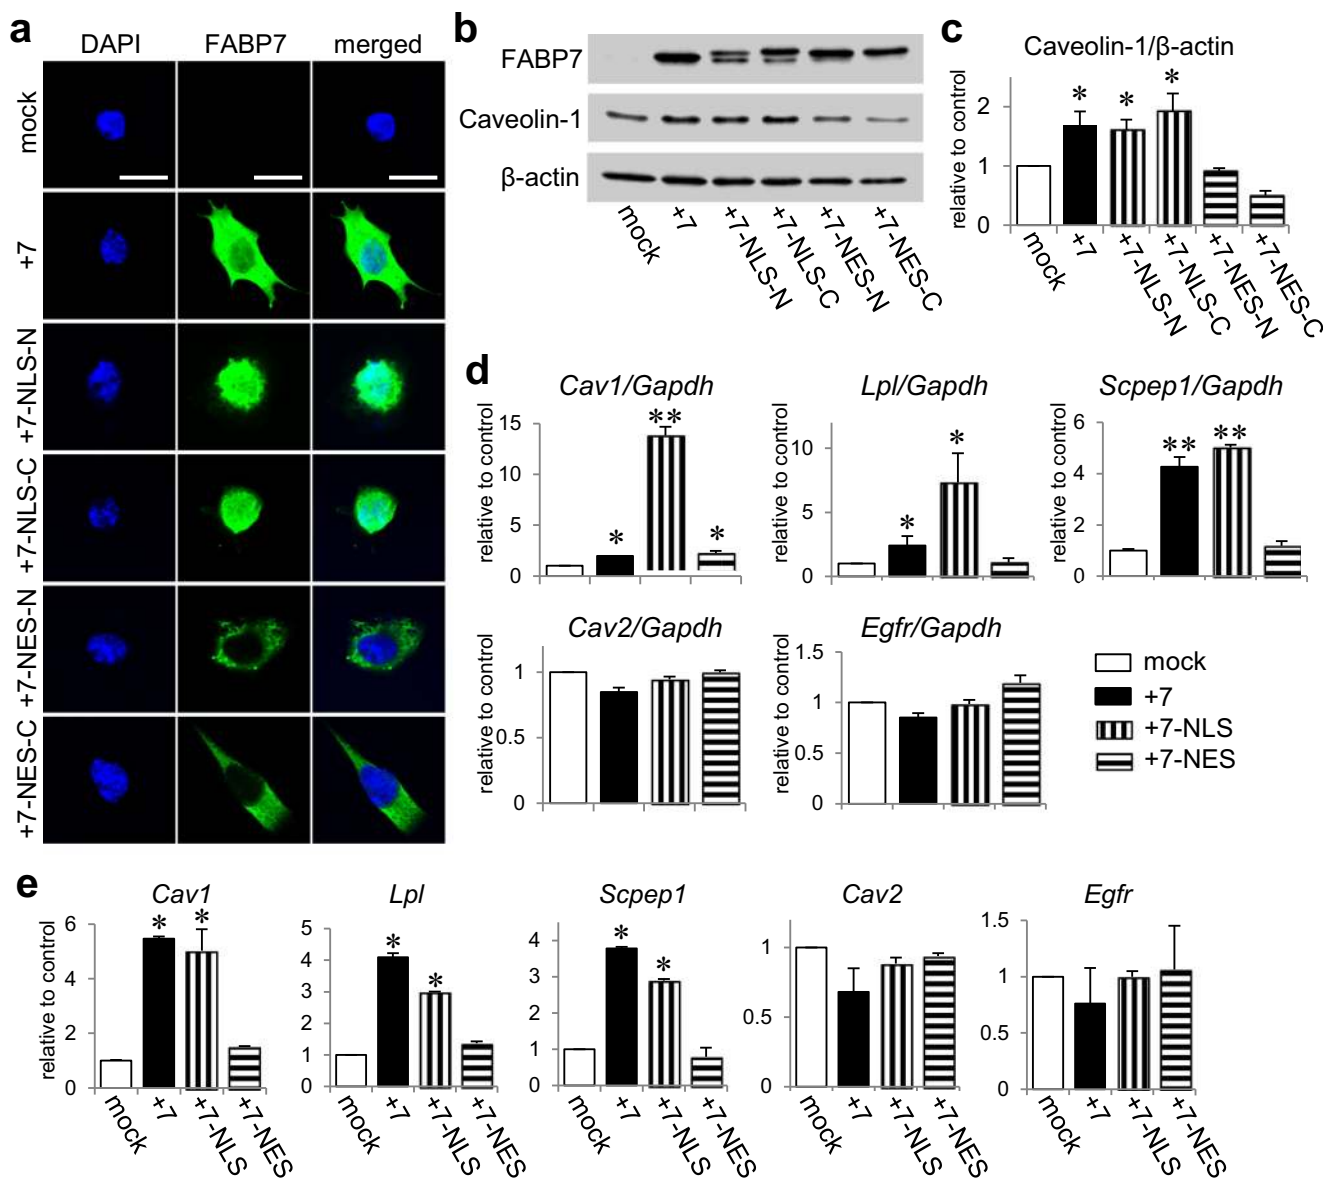 a
DAPI FABP7 merged
mock
+7
+7-NLS-N
+7-NLS-C
+7-NES-N
+7-NES-C
b
FABP7
Caveolin-1
β-actin
mock +7 +7-NLS-N +7-NLS-C +7-NES-N +7-NES-C
c
Caveolin-1/β-actin
relative to control
2
1
0
* * *
mock +7 +7-NLS-N +7-NLS-C +7-NES-N +7-NES-C
d
Cav1/Gapdh
relative to control
15
10
5
0
* ** *
Lpl/Gapdh
relative to control
10
5
0
* *
Scpep1/Gapdh
relative to control
6
4
2
0
** **
Cav2/Gapdh
relative to control
1
0.5
0
Egfr/Gapdh
relative to control
1.5
1
0.5
0
mock
+7
+7-NLS
+7-NES
e
Cav1
relative to control
6
4
2
0
* *
mock +7 +7-NLS +7-NES
Lpl
5
4
3
2
1
0
* *
mock +7 +7-NLS +7-NES
Scpep1
4
3
2
1
0
* *
mock +7 +7-NLS +7-NES
Cav2
1
0.5
0
mock +7 +7-NLS +7-NES
Egfr
1.5
1
0.5
0
mock +7 +7-NLS +7-NES